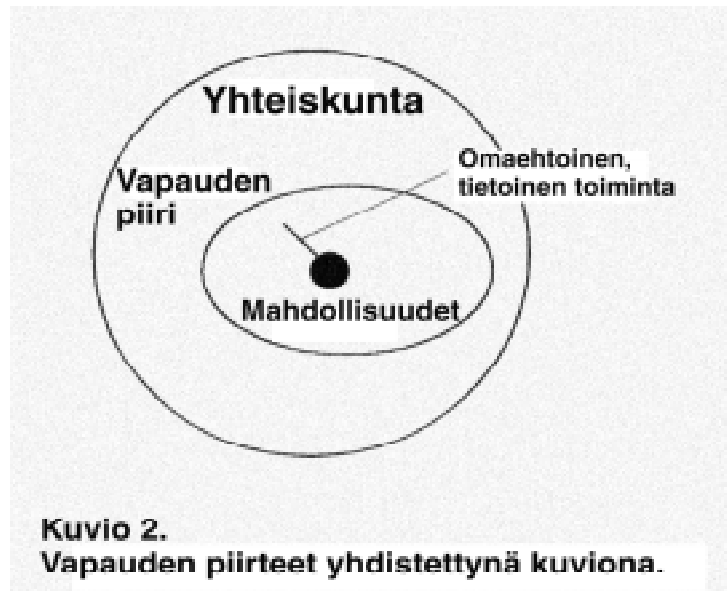 Yhteiskunta
Omaehtoinen,
tietoinen toiminta
Vapauden
piiri
Mahdollisuudet
Kuvio 2.
Vapauden piirteet yhdistettynä kuviona.